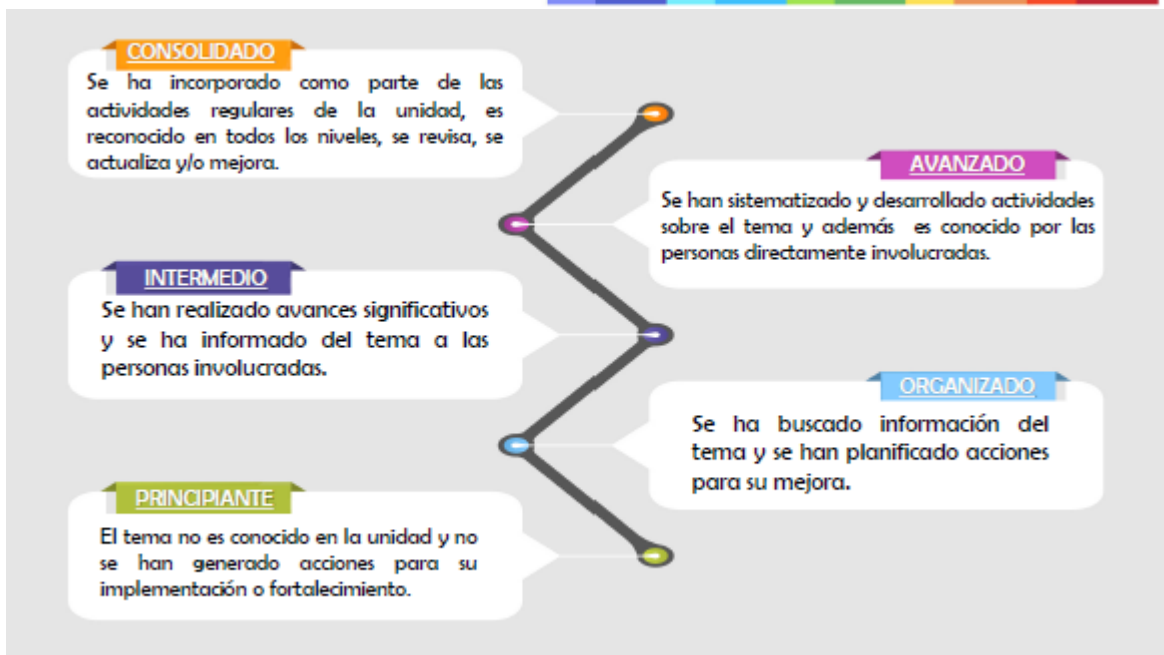 CONSOLIDADO
Se ha incorporado como parte de las
actividades regulares de la unidad, es
reconocido en todos los niveles, se revisa, se
actualiza y/o mejora.
AVANZADO
Se han sistematizado y desarrollado actividades
sobre el tema y además es conocido por las
personas directamente involucradas.
INTERMEDIO
Se han realizado avances significativos
y se ha informado del tema a las
personas involucradas.
ORGANIZADO
Se ha buscado información del
tema y se han planificado acciones
para su mejora.
PRINCIPIANTE
El tema no es conocido en la unidad y no
se han generado acciones para su
implementación o fortalecimiento.